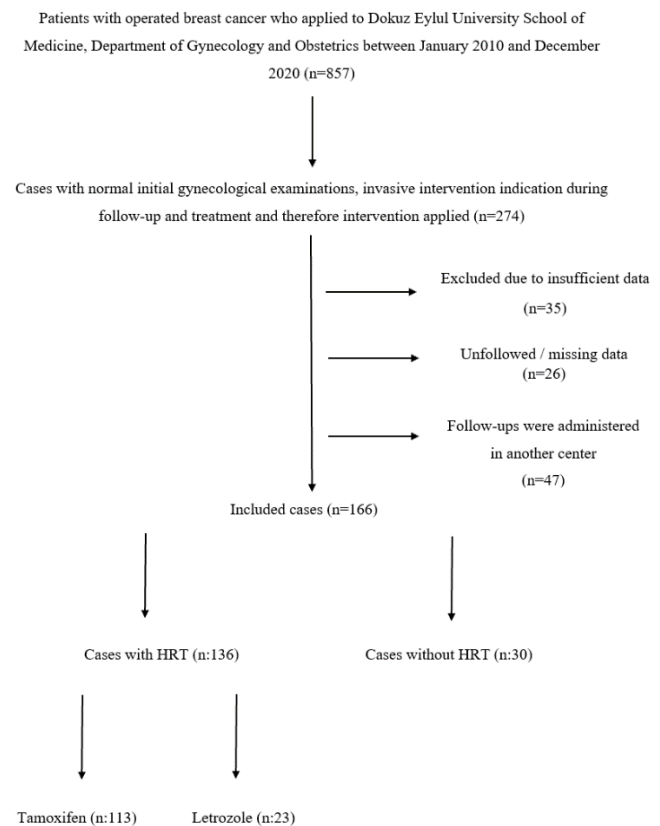 Patients with operated breast cancer who applied to Dokuz Eylul University School of
Medicine, Department of Gynecology and Obstetrics between January 2010 and December
2020 (n=857)
Cases with normal initial gynecological examinations, invasive intervention indication during
follow-up and treatment and therefore intervention applied (n=274)
Excluded due to insufficient data
(n=35)
Unfollowed / missing data
(n=26)
Follow-ups were administered
in another center
(n=47)
Included cases (n=166)
Cases with HRT (n:136)
Cases without HRT (n:30)
Tamoxifen (n:113)
Letrozole (n:23)